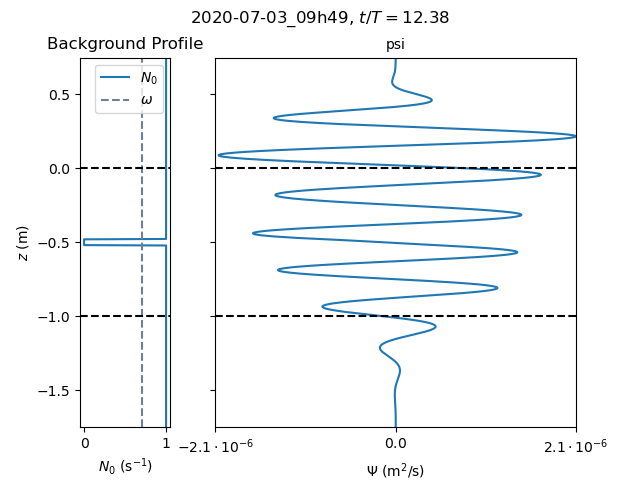 2020-07-03_09h49, t/T = 12.38
Background Profile
psi
N₀
ω
0.5
0.0
−0.5
−1.0
−1.5
z (m)
0
1
N₀ (s⁻¹)
−2.1 · 10⁻⁶
0.0
2.1 · 10⁻⁶
Ψ (m²/s)